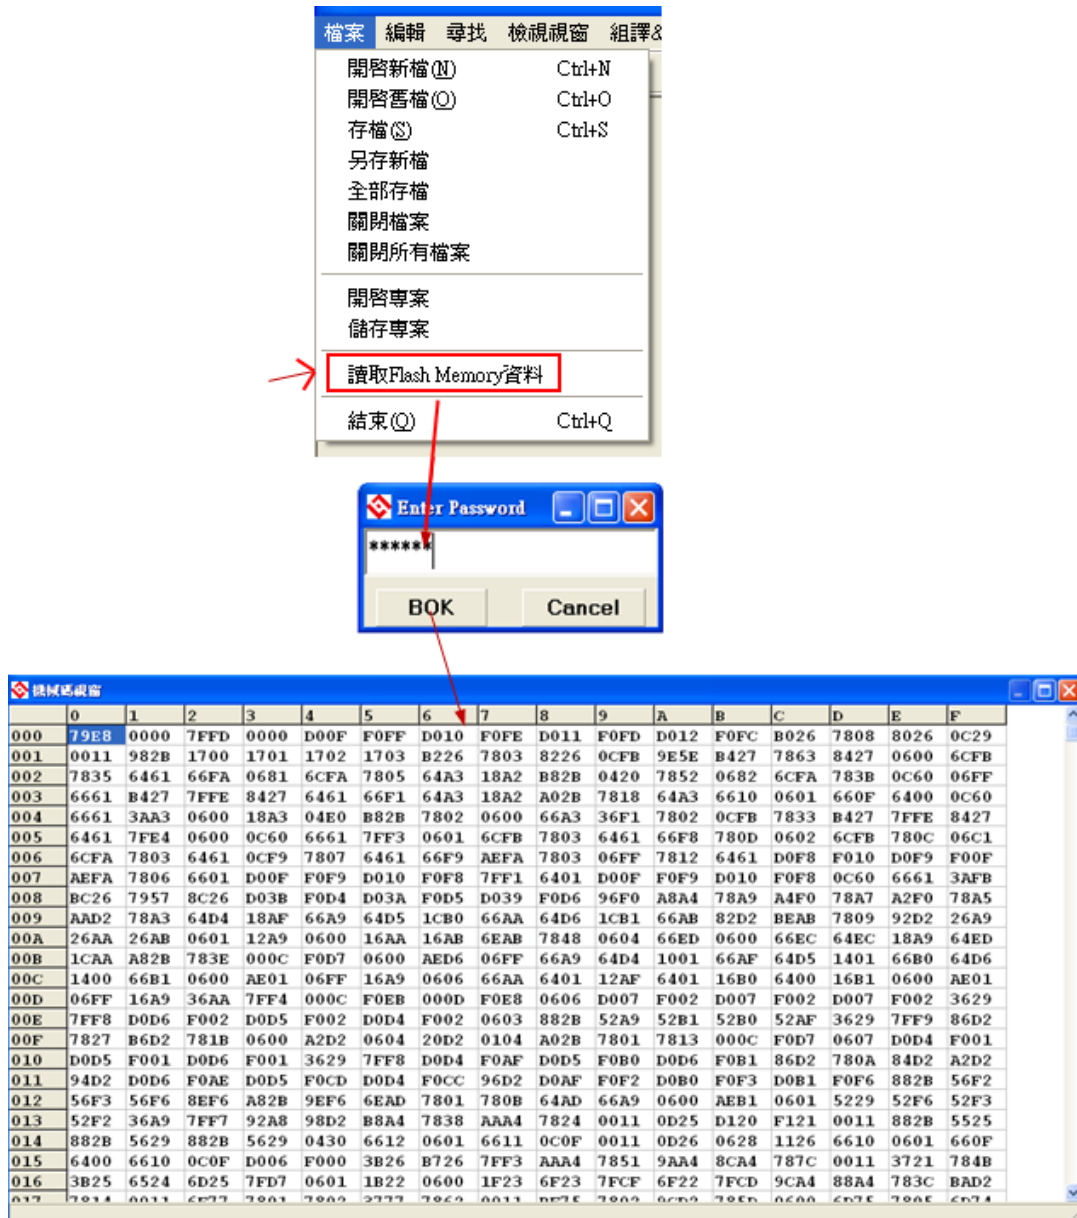 檔案 編輯 尋找 檢視視窗 組譯&
開啓新檔(N) Ctrl+N
開啓舊檔(O) Ctrl+O
存檔(S) Ctrl+S
另存新檔
全部存檔
關閉檔案
關閉所有檔案
開啓專案
儲存專案
讀取Flash Memory資料
結束(Q) Ctrl+Q
Enter Password
******
BOK Cancel
機械碼視窗
0 1 2 3 4 5 6 7 8 9 A B C D E F
000 79E8 0000 7FFD 0000 D00F F0FF D010 F0FE D011 F0FD D012 F0FC B026 7808 8026 0C29
001 0011 982B 1700 1701 1702 1703 B226 7803 8226 0CFB 9E5E B427 7863 8427 0600 6CFB
002 7835 6461 66FA 0681 6CFA 7805 64A3 18A2 B82B 0420 7852 0682 6CFA 783B 0C60 06FF
003 6661 B427 7FFE 8427 6461 66F1 64A3 18A2 A02B 7818 64A3 6610 0601 660F 6400 0C60
004 6661 3AA3 0600 18A3 04E0 B82B 7802 0600 66A3 36F1 7802 0CFB 7833 B427 7FFE 8427
005 6461 7FE4 0600 0C60 6661 7FF3 0601 6CFB 7803 6461 66F8 780D 0602 6CFB 780C 06C1
006 6CFA 7803 6461 0CF9 7807 6461 66F9 AEFA 7803 06FF 7812 6461 D0F8 F010 D0F9 F00F
007 AEFA 7806 6601 D00F F0F9 D010 F0F8 7FF1 6401 D00F F0F9 D010 F0F8 0C60 6661 3AFB
008 BC26 7957 8C26 D03B F0D4 D03A F0D5 D039 F0D6 96F0 A8A4 78A9 A4F0 78A7 A2F0 78A5
009 AAD2 78A3 64D4 18AF 66A9 64D5 1CB0 66AA 64D6 1CB1 66AB 82D2 BEAB 7809 92D2 26A9
00A 26AA 26AB 0601 12A9 0600 16AA 16AB 6EAB 7848 0604 66ED 0600 66EC 64EC 18A9 64ED
00B 1CAA A82B 783E 000C F0D7 0600 AED6 06FF 66A9 64D4 1001 66AF 64D5 1401 66B0 64D6
00C 1400 66B1 0600 AE01 06FF 16A9 0606 66AA 6401 12AF 6401 16B0 6400 16B1 0600 AE01
00D 06FF 16A9 36AA 7FF4 000C F0EB 000D F0E8 0606 D007 F002 D007 F002 D007 F002 3629
00E 7FF8 D0D6 F002 D0D5 F002 D0D4 F002 0603 882B 52A9 52B1 52B0 52AF 3629 7FF9 86D2
00F 7827 B6D2 781B 0600 A2D2 0604 20D2 0104 A02B 7801 7813 000C F0D7 0607 D0D4 F001
010 D0D5 F001 D0D6 F001 3629 7FF8 D0D4 F0AF D0D5 F0B0 D0D6 F0B1 86D2 780A 84D2 A2D2
011 94D2 D0D6 F0AE D0D5 F0CD D0D4 F0CC 96D2 D0AF F0F2 D0B0 F0F3 D0B1 F0F6 882B 56F2
012 56F3 56F6 8EF6 A82B 9EF6 6EAD 7801 780B 64AD 66A9 0600 AEB1 0601 5229 52F6 52F3
013 52F2 36A9 7FF7 92A8 98D2 B8A4 7838 AAA4 7824 0011 0D25 D120 F121 0011 882B 5525
014 882B 5629 882B 5629 0430 6612 0601 6611 0C0F 0011 0D26 0628 1126 6610 0601 660F
015 6400 6610 0C0F D006 F000 3B26 B726 7FF3 AAA4 7851 9AA4 8CA4 787C 0011 3721 784B
016 3B25 6524 6D25 7FD7 0601 1B22 0600 1F23 6F23 7FCF 6F22 7FCD 9CA4 88A4 783C BAD2